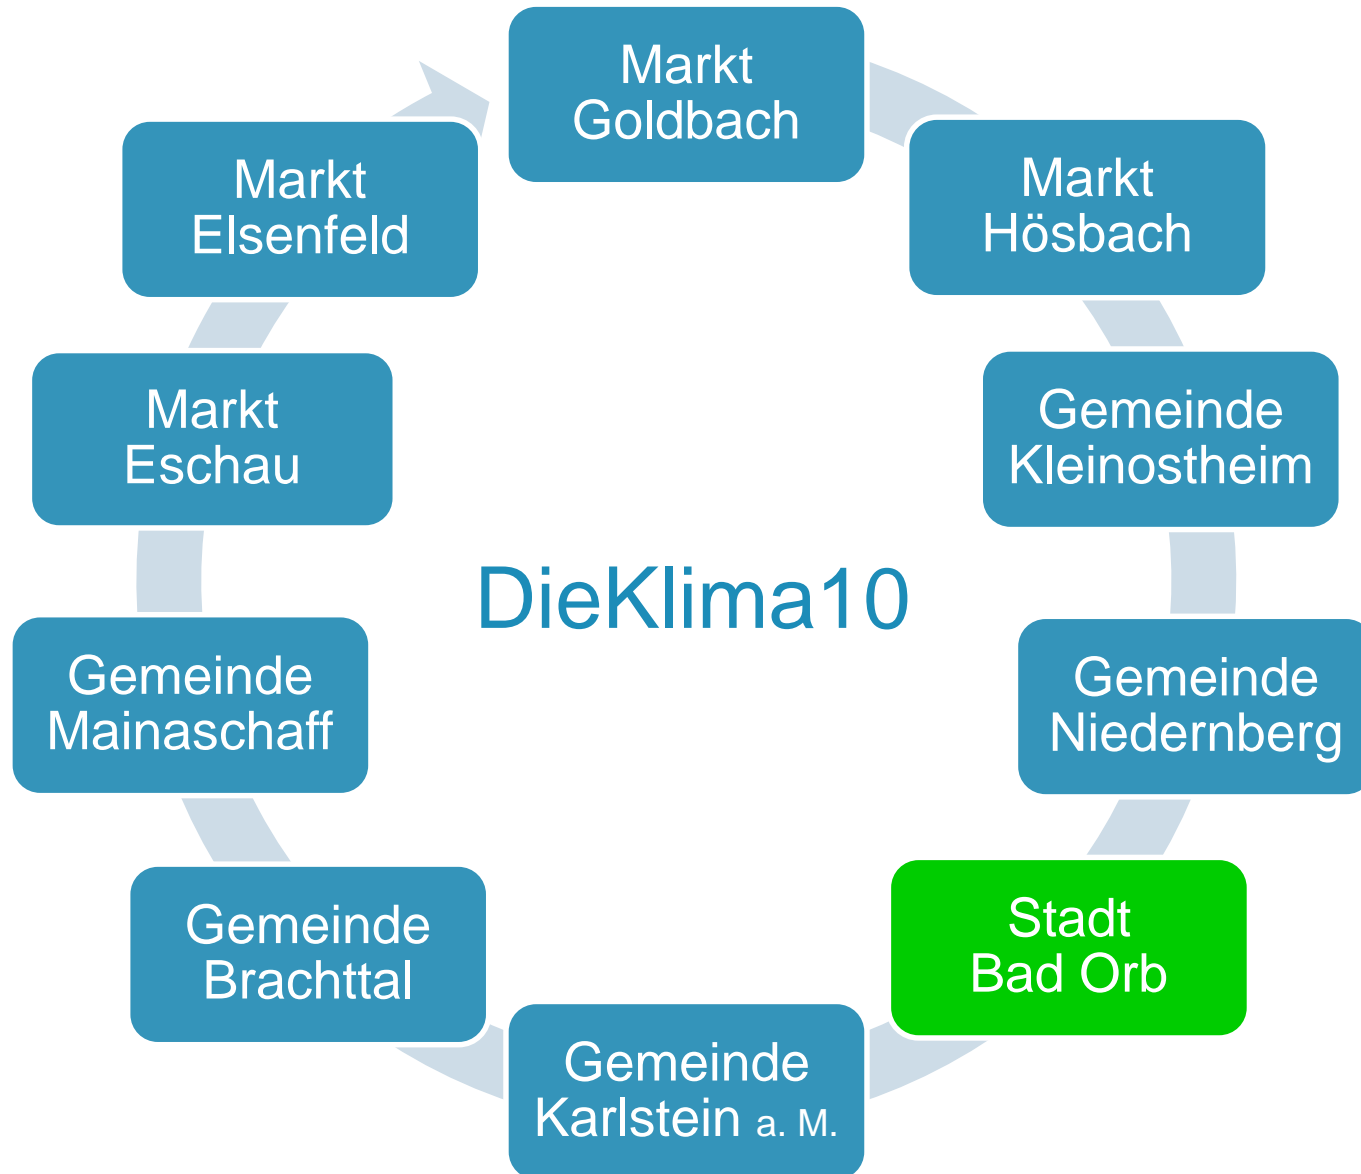 Markt
Goldbach
Markt
Hösbach
Gemeinde
Kleinostheim
Gemeinde
Niedernberg
Stadt
Bad Orb
Gemeinde
Karlstein a. M.
Gemeinde
Brachttal
Gemeinde
Mainaschaff
Markt
Eschau
Markt
Elsenfeld
DieKlima10